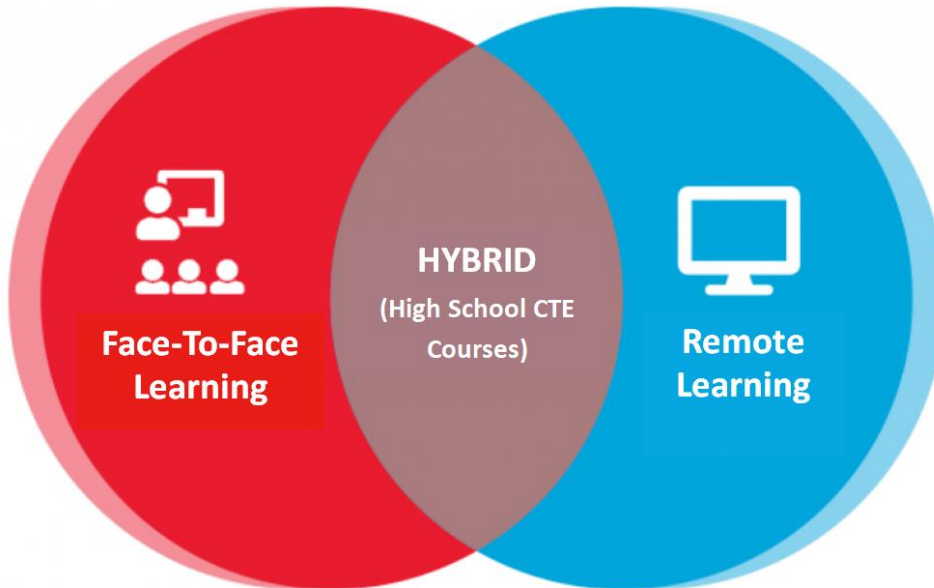 Face-To-Face
Learning
HYBRID
(High School CTE
Courses)
Remote
Learning